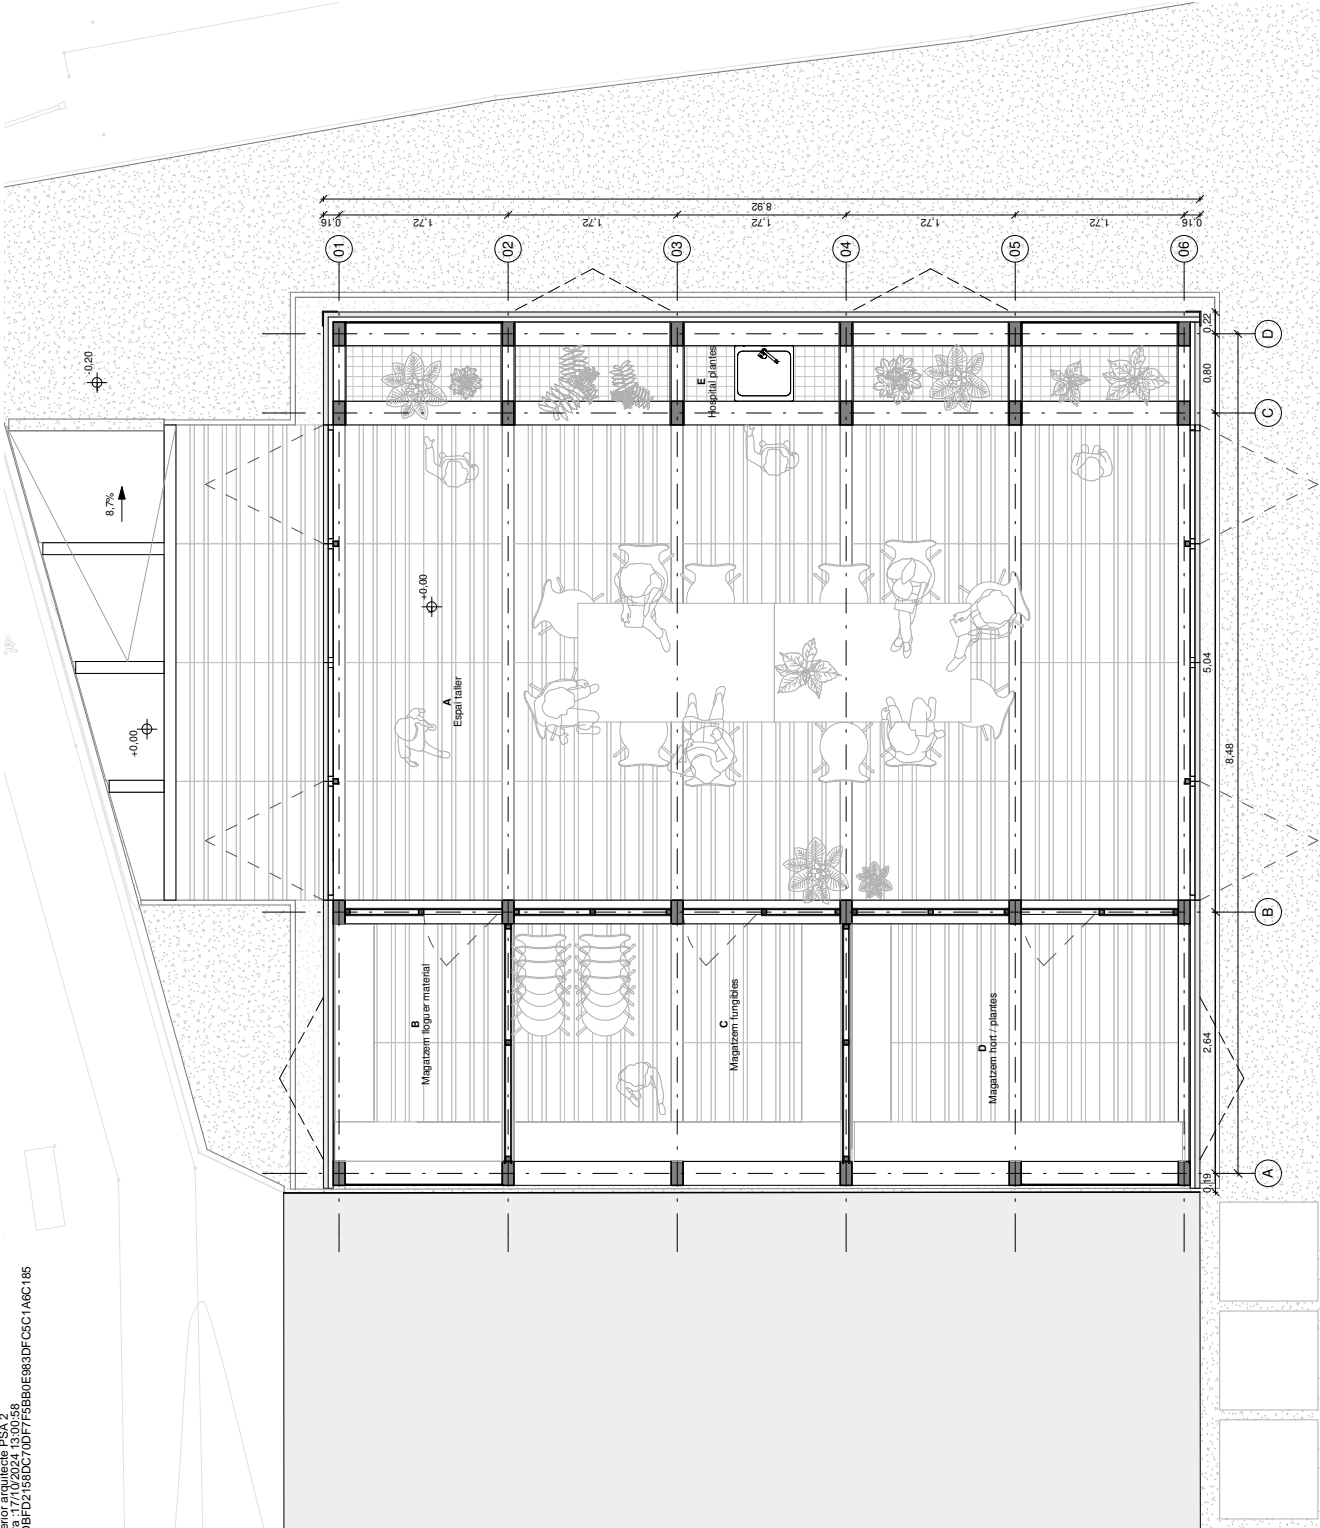 8,92
0,16
1,72
1,72
1,72
1,72
1,72
0,16
01
02
03
04
05
06
0,22
D
0,80
C
5,04
8,48
B
2,64
A
0,19
-0,20
8,7%
+0,00
+0,00
E
Hospital plantes
A
Espai taller
B
Magatzem lloguer material
C
Magatzem fungibles
D
Magatzem hort / plantes
arquitecte PSA 2
17/10/2024 13:00:58